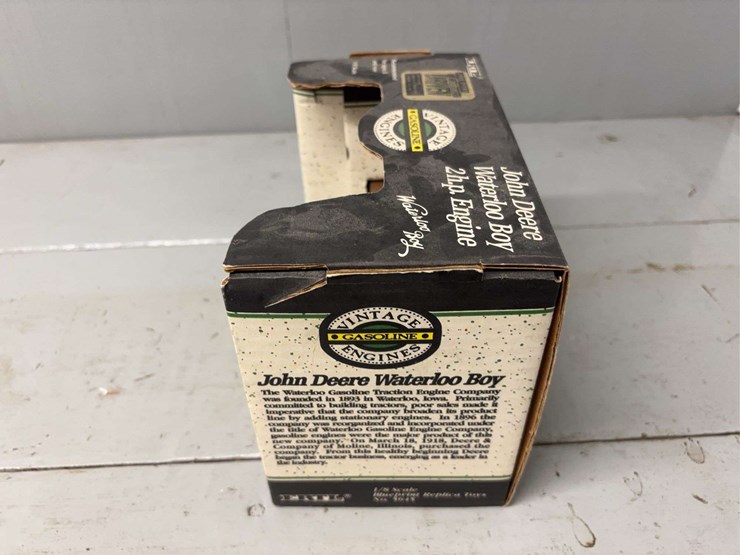 VINTAGE
GASOLINE
ENGINES
John Deere
Waterloo Boy
2 h.p. Engine
Waterloo Boy
VINTAGE
GASOLINE
ENGINES
John Deere Waterloo Boy
The Waterloo Gasoline Traction Engine Company
was founded in 1893 in Waterloo, Iowa. Primarily
committed to building tractors, poor sales made it
imperative that the company broaden its product
line by adding stationary engines. In 1896 the
company was reorganized and incorporated under
the title of Waterloo Gasoline Engine Company,
gasoline engines were the major product of this
new company. On March 18, 1918, Deere &
Company of Moline, Illinois, purchased the
company. From this healthy beginning Deere
began the tractor business, emerging as a leader in
the industry.
ERTL
1/8 Scale
Blueprint Replica Toys